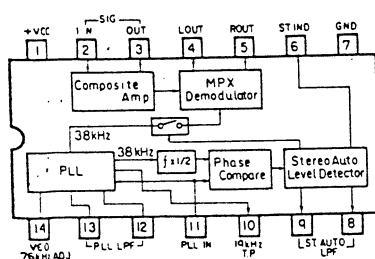 SIG
+VCC IN OUT LOUT ROUT STIND GND
1 2 3 4 5 6 7
Composite Amp
MPX Demodulator
38kHz
38kHz
PLL
f x 1/2
Phase Compare
Stereo Auto Level Detector
14 13 12 11 10 9 8
VCO 76kHz ADJ
PLL LPF
PLL IN
19kHz T.P
ST AUTO LPF